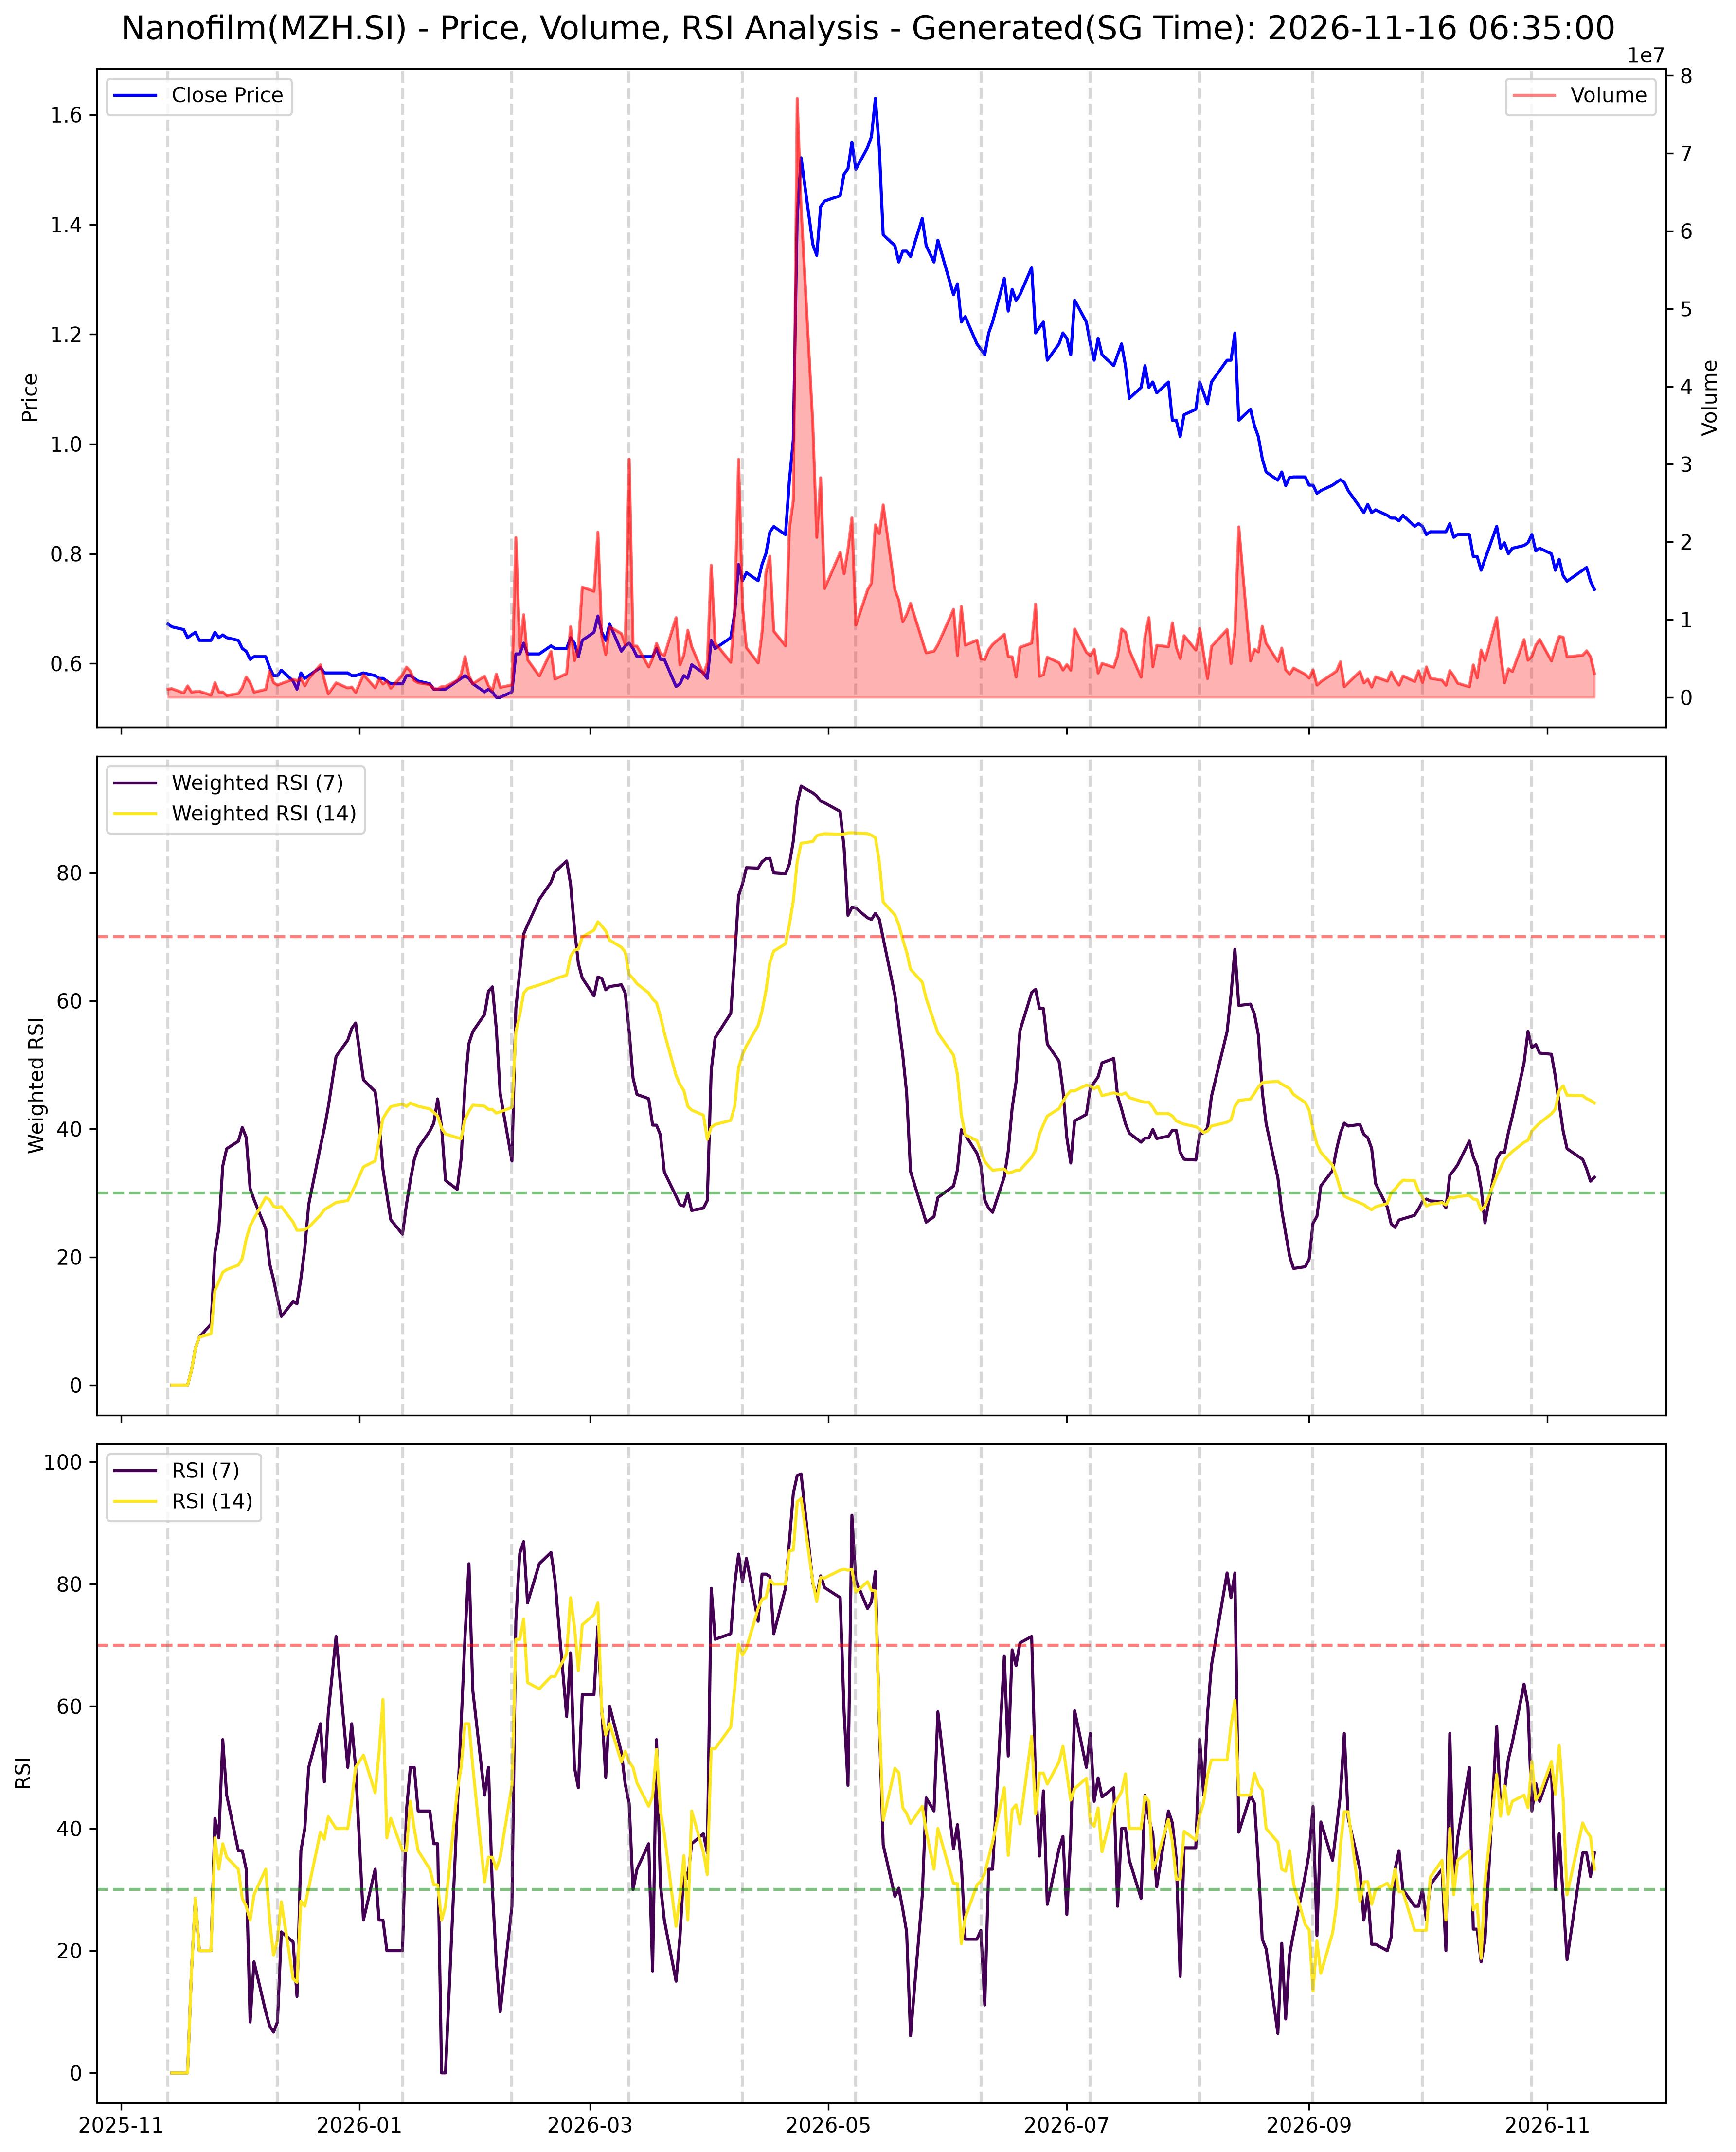 Nanofilm(MZH.SI) - Price, Volume, RSI Analysis - Generated(SG Time): 2026-11-16 06:35:00
1e7
Close Price
Volume
1.6
1.4
1.2
1.0
0.8
0.6
Price
8
7
6
5
4
3
2
1
0
Volume
Weighted RSI (7)
Weighted RSI (14)
80
60
40
20
0
Weighted RSI
RSI (7)
RSI (14)
100
80
60
40
20
0
RSI
2025-11
2026-01
2026-03
2026-05
2026-07
2026-09
2026-11